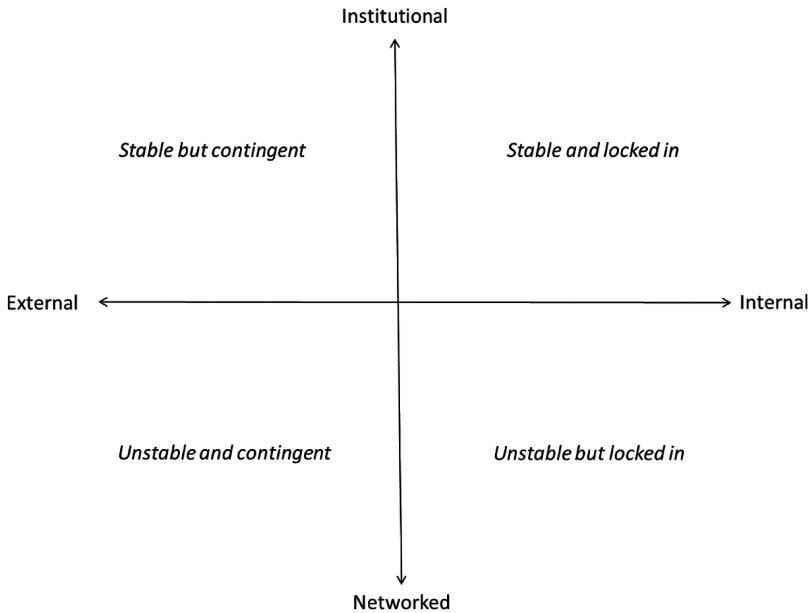 Institutional
Stable but contingent
Stable and locked in
External
Internal
Unstable and contingent
Unstable but locked in
Networked